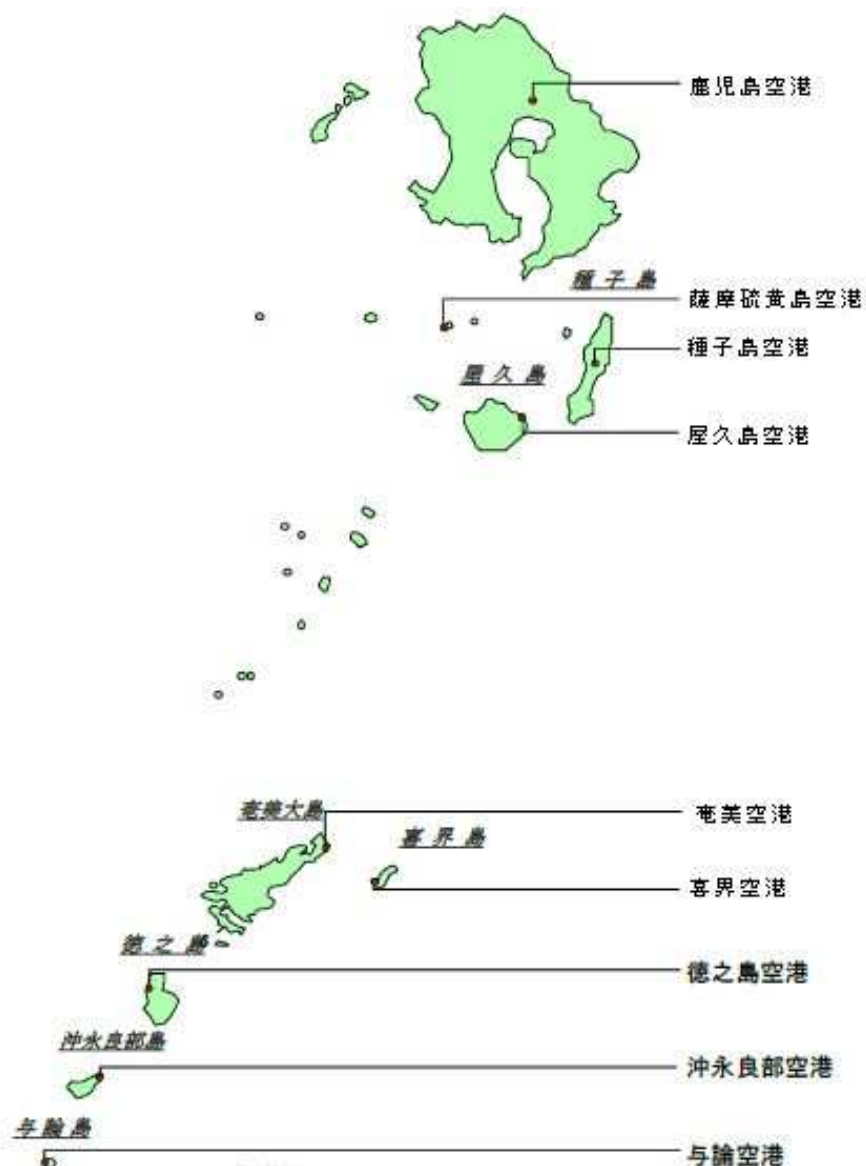 鹿児島空港
種子島
薩摩硫黄島空港
種子島空港
屋久島
屋久島空港
奄美大島
奄美空港
喜界島
喜界空港
徳之島
徳之島空港
沖永良部島
沖永良部空港
与論島
与論空港